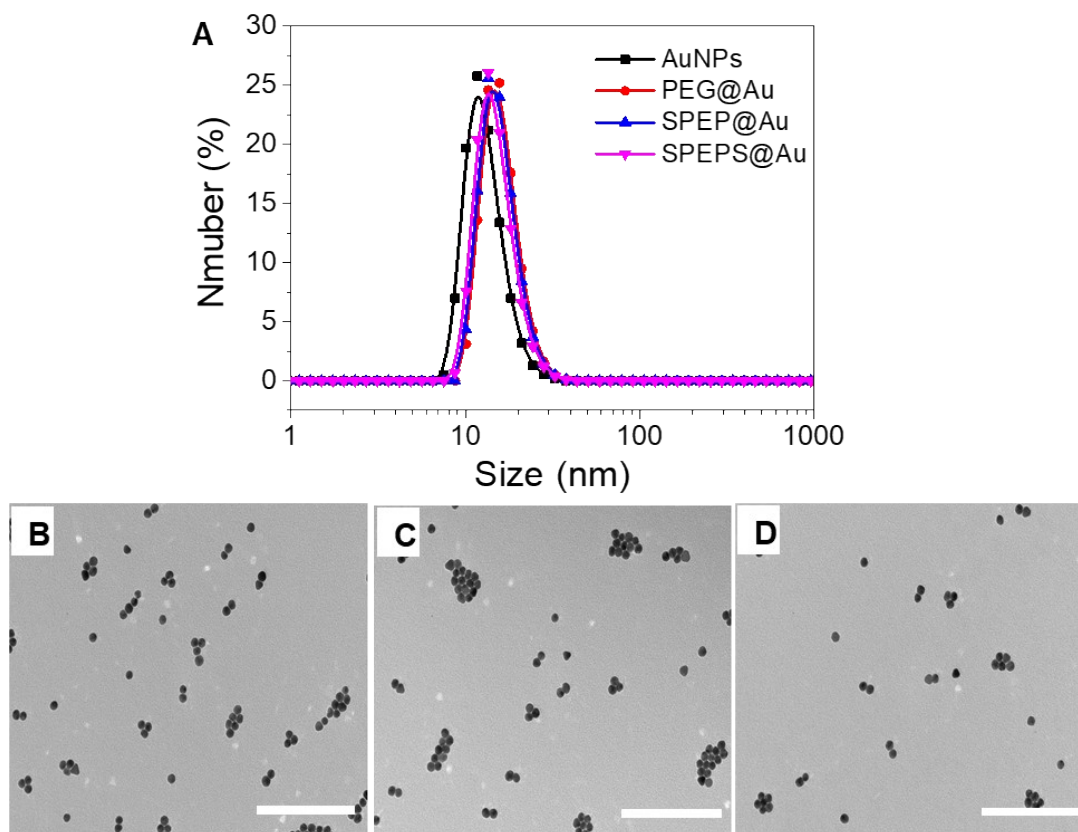 A
30
25
20
15
10
5
0
Nmuber (%)
AuNPs
PEG@Au
SPEP@Au
SPEPS@Au
1 10 100 1000
Size (nm)
B C D